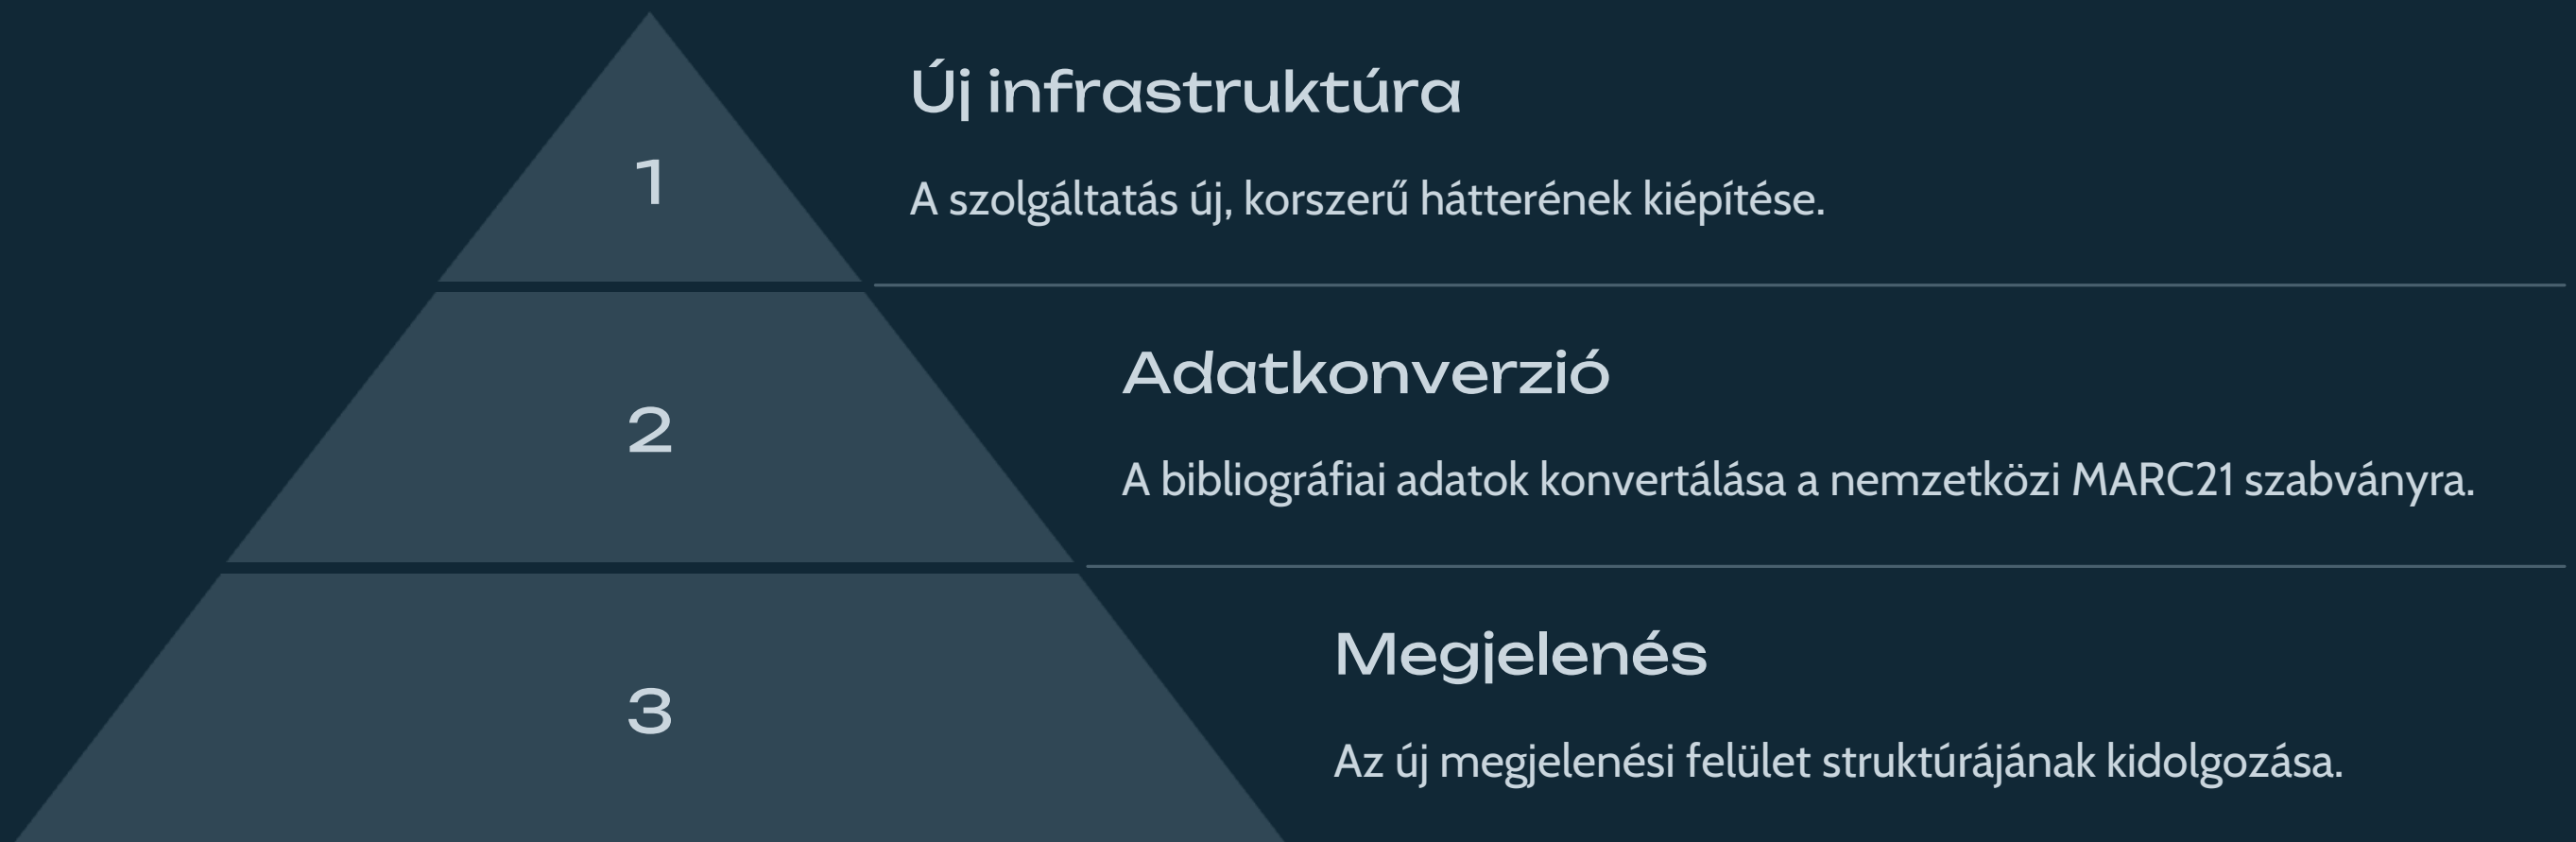 1
Új infrastruktúra
A szolgáltatás új, korszerű hátterének kiépítése.
2
Adatkonverzió
A bibliográfiai adatok konvertálása a nemzetközi MARC21 szabványra.
3
Megjelenés
Az új megjelenési felület struktúrájának kidolgozása.